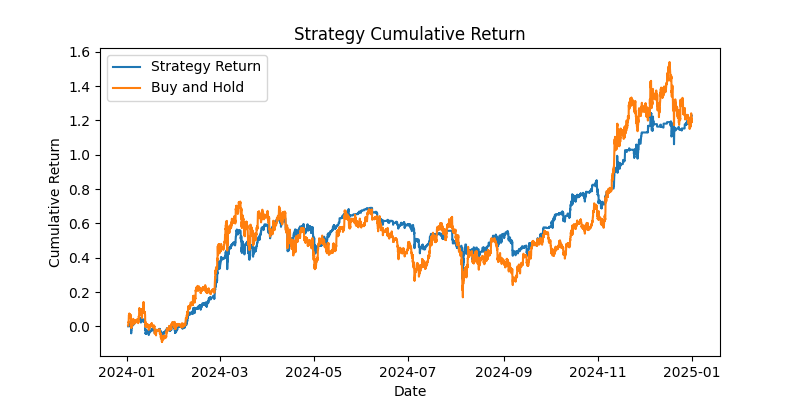 Strategy Cumulative Return
Strategy Return
Buy and Hold
Cumulative Return
1.6
1.4
1.2
1.0
0.8
0.6
0.4
0.2
0.0
2024-01 2024-03 2024-05 2024-07 2024-09 2024-11 2025-01
Date